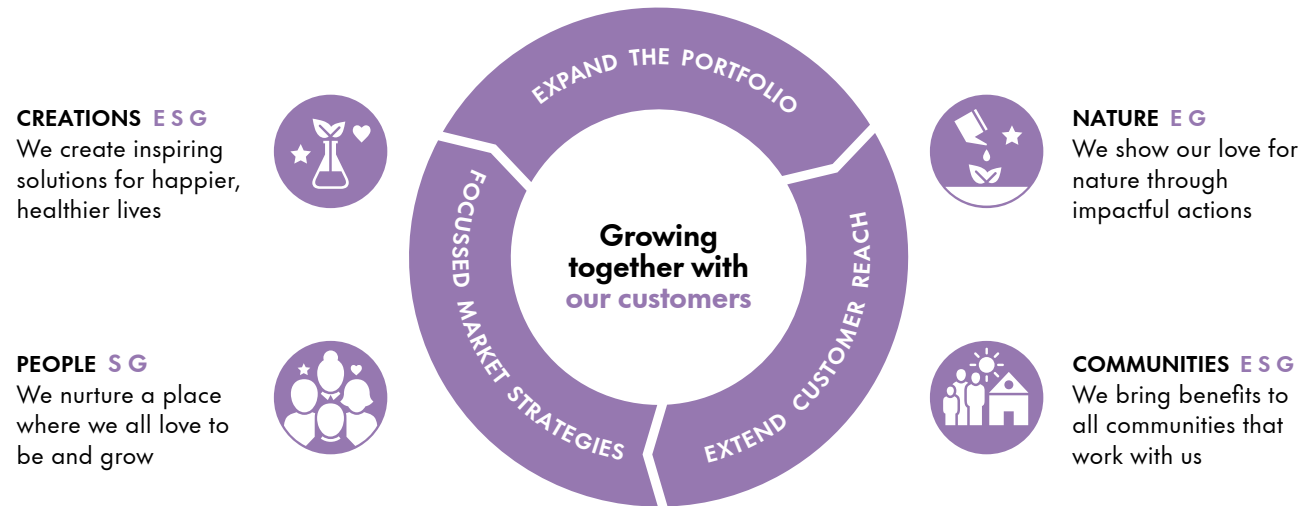 EXPAND THE PORTFOLIO
CREATIONS E S G
We create inspiring
solutions for happier,
healthier lives
NATURE E G
We show our love for
nature through
impactful actions
FOCUSSED MARKET STRATEGIES
Growing
together with
our customers
EXTEND CUSTOMER REACH
PEOPLE S G
We nurture a place
where we all love to
be and grow
COMMUNITIES E S G
We bring benefits to
all communities that
work with us